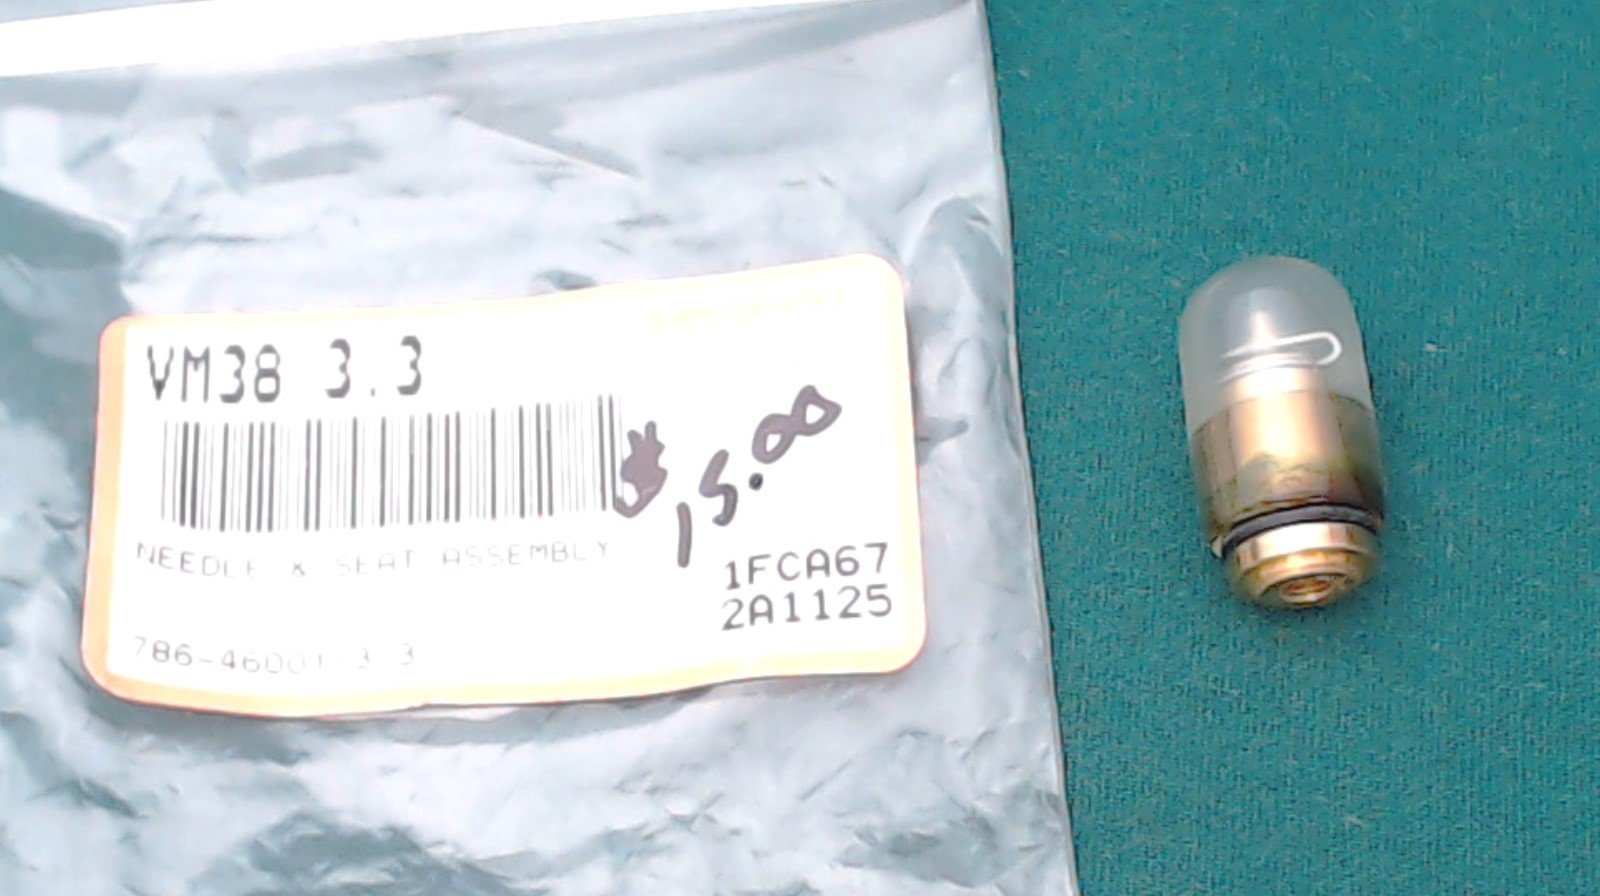 VM38 3.3
$15.00
NEEDLE & SEAT ASSEMBLY
1FCA67
2A1125
786-46001-3.3